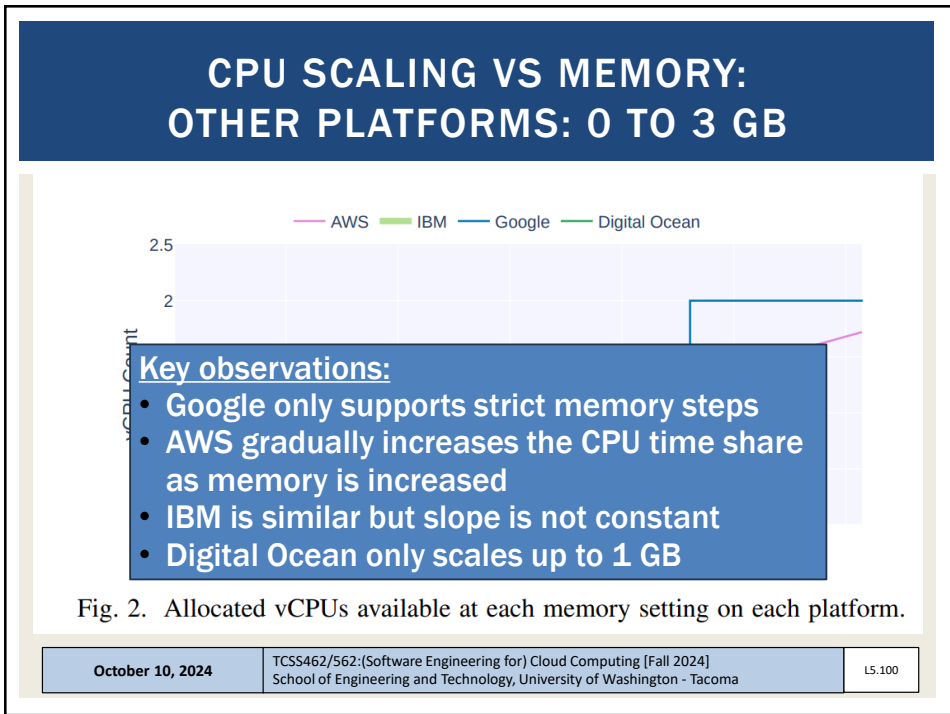 CPU SCALING VS MEMORY:
OTHER PLATFORMS: 0 TO 3 GB
AWS IBM Google Digital Ocean
2.5
2
vCPU Count
Key observations:
• Google only supports strict memory steps
• AWS gradually increases the CPU time share
as memory is increased
• IBM is similar but slope is not constant
• Digital Ocean only scales up to 1 GB
Fig. 2. Allocated vCPUs available at each memory setting on each platform.
October 10, 2024
TCSS462/562:(Software Engineering for) Cloud Computing [Fall 2024]
School of Engineering and Technology, University of Washington - Tacoma
L5.100